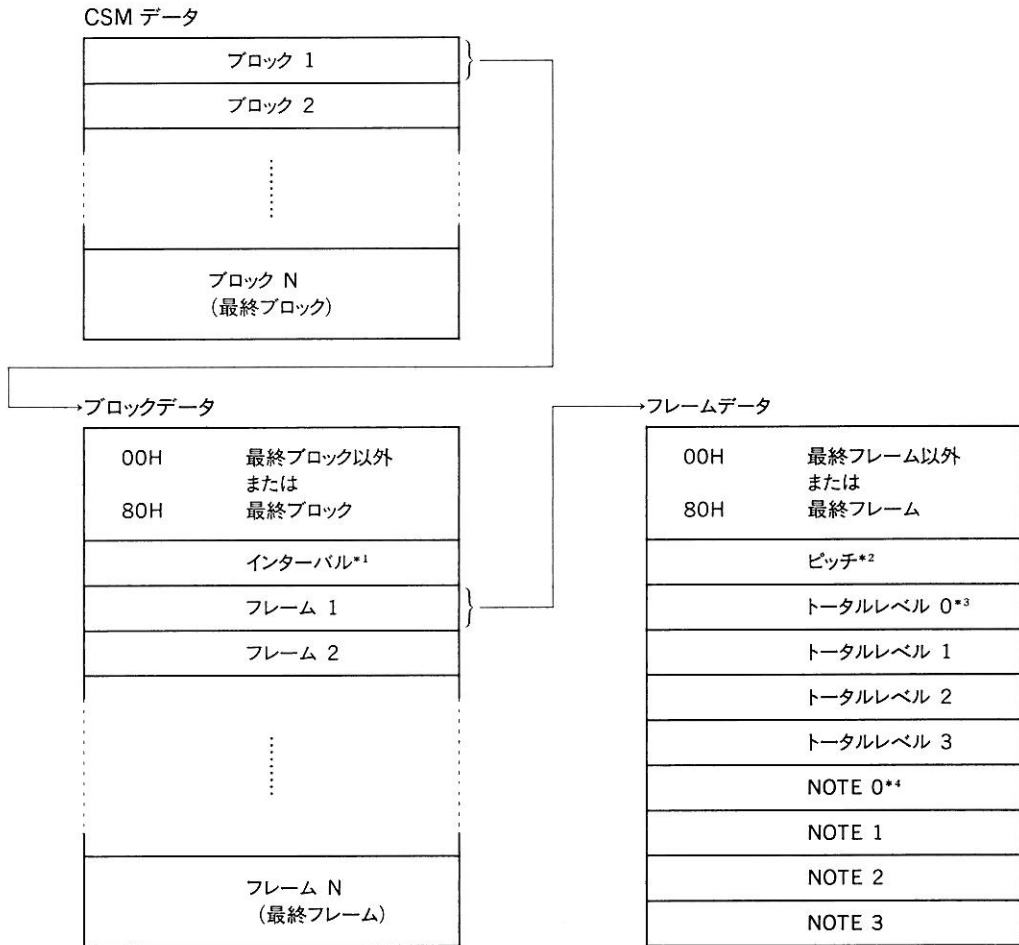 CSM データ
ブロック 1
ブロック 2
ブロック N
(最終ブロック)
ブロックデータ
00H 最終ブロック以外
または
80H 最終ブロック
インターバル*1
フレーム 1
フレーム 2
フレーム N
(最終フレーム)
フレームデータ
00H 最終フレーム以外
または
80H 最終フレーム
ピッチ*2
トータルレベル 0*3
トータルレベル 1
トータルレベル 2
トータルレベル 3
NOTE 0*4
NOTE 1
NOTE 2
NOTE 3